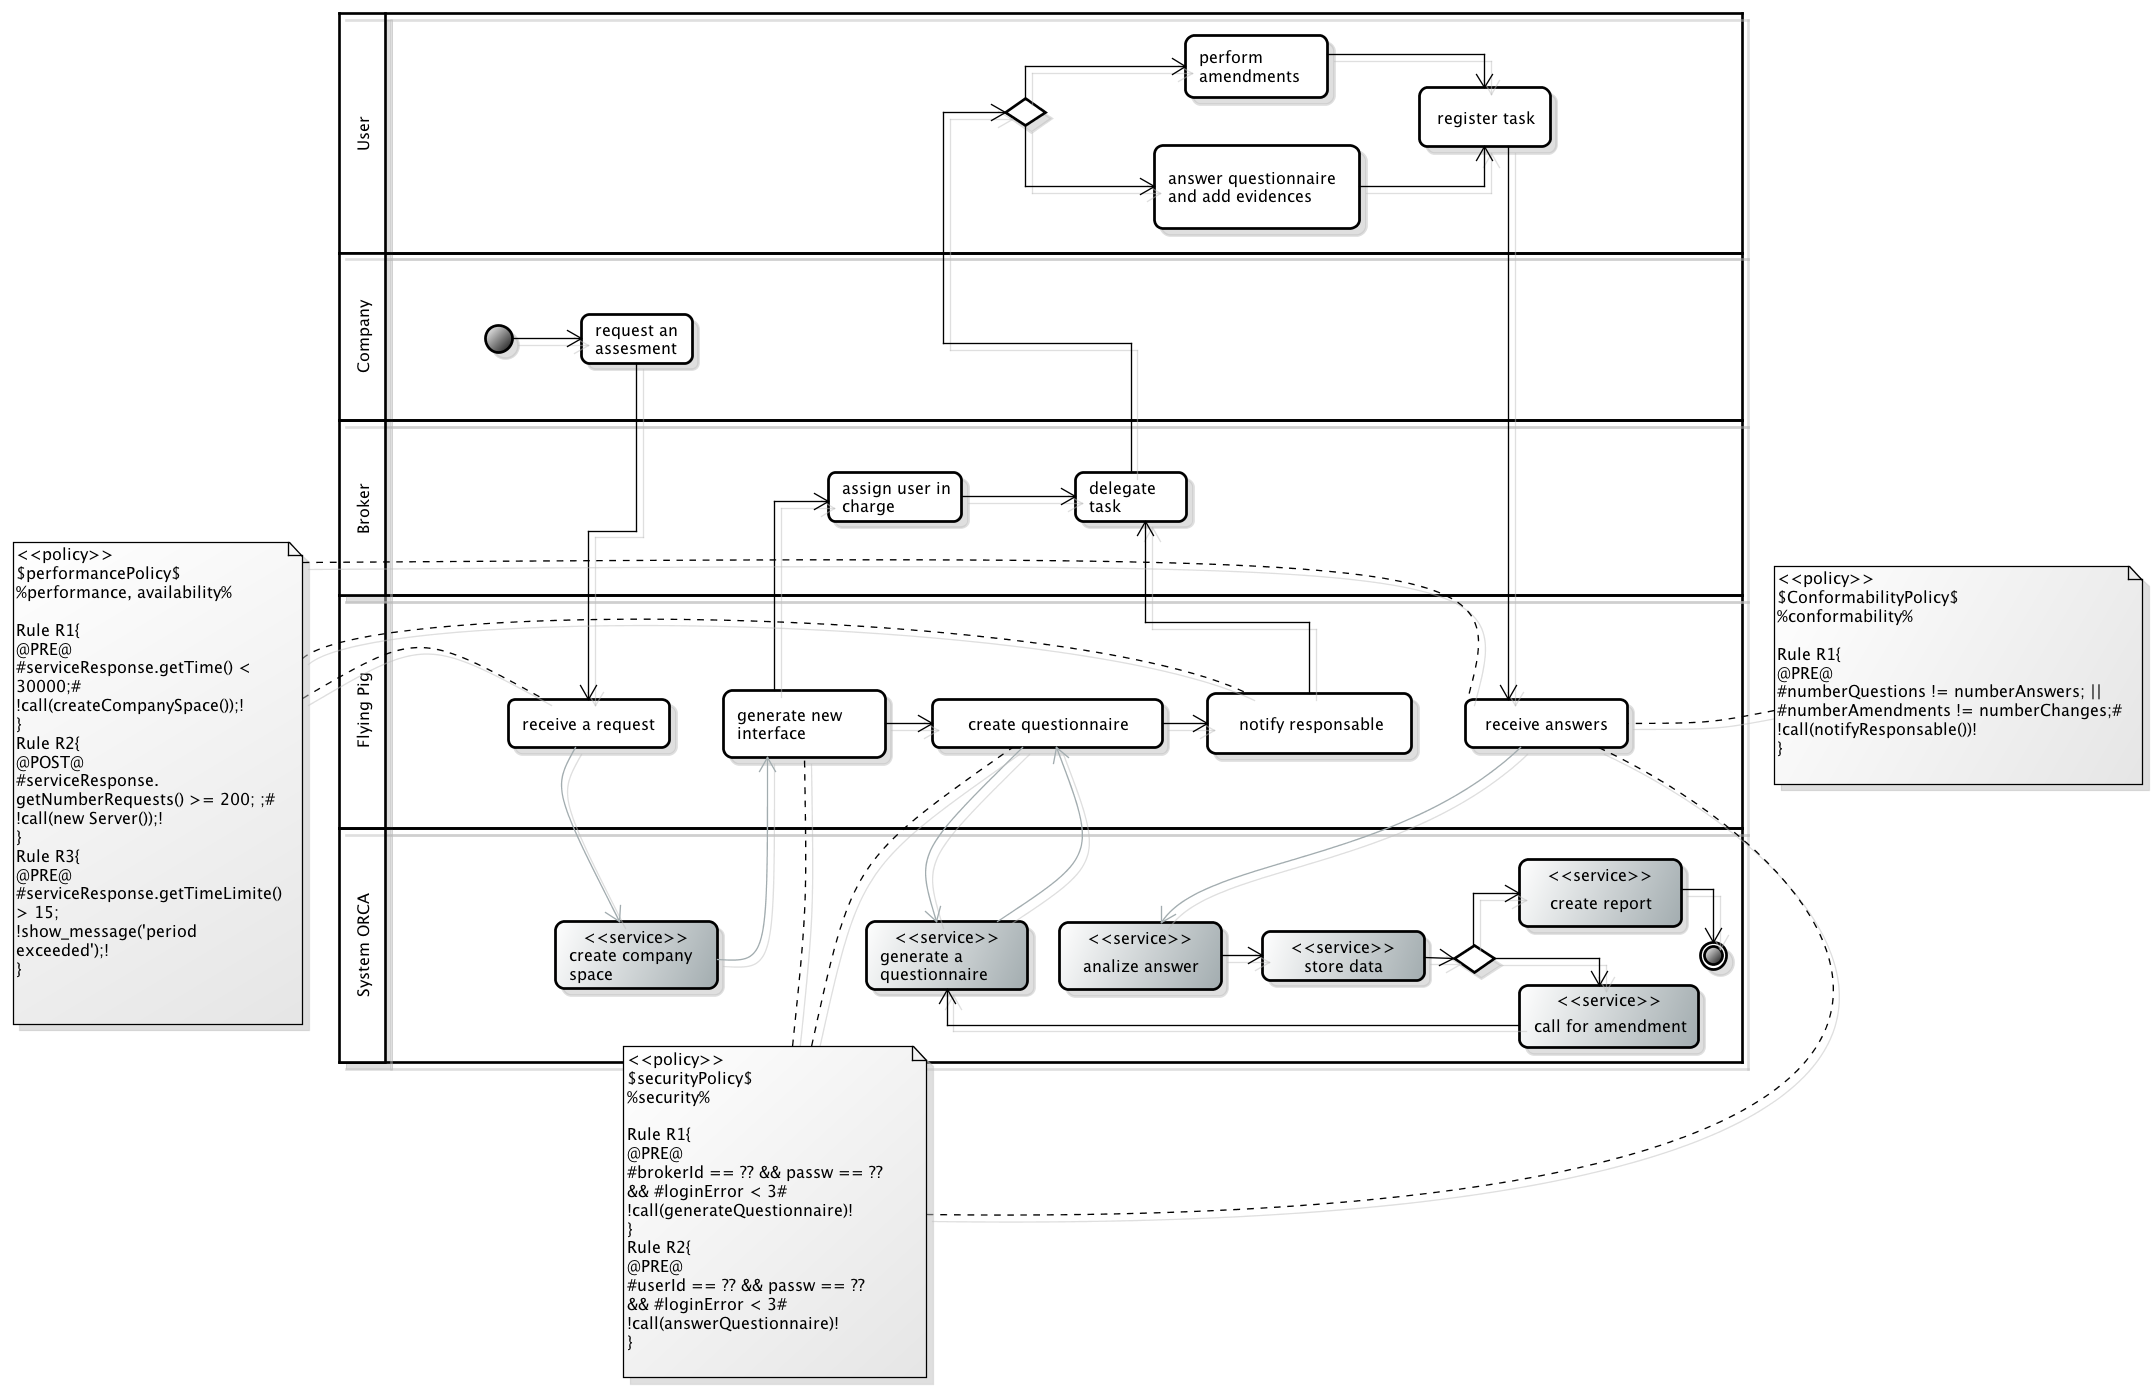 User
perform
amendments
register task
answer questionnaire
and add evidences
Company
request an
assesment
Broker
assign user in
charge
delegate
task
Flying Pig
receive a request
generate new
interface
create questionnaire
notify responsable
receive answers
System ORCA
<<service>>
create company
space
<<service>>
generate a
questionnaire
<<service>>
analize answer
<<service>>
store data
<<service>>
create report
<<service>>
call for amendment
<<policy>>
$performancePolicy$
%performance, availability%
Rule R1{
@PRE@
#serviceResponse.getTime() <
30000;#
!call(createCompanySpace());!
}
Rule R2{
@POST@
#serviceResponse.
getNumberRequests() >= 200; ;#
!call(new Server());!
}
Rule R3{
@PRE@
#serviceResponse.getTimeLimite()
> 15;
!show_message('period
exceeded');!
}
<<policy>>
$ConformabilityPolicy$
%conformability%
Rule R1{
@PRE@
#numberQuestions != numberAnswers; ||
#numberAmendments != numberChanges;#
!call(notifyResponsable())!
}
<<policy>>
$securityPolicy$
%security%
Rule R1{
@PRE@
#brokerId == ?? && passw == ??
&& #loginError < 3#
!call(generateQuestionnaire)!
}
Rule R2{
@PRE@
#userId == ?? && passw == ??
&& #loginError < 3#
!call(answerQuestionnaire)!
}